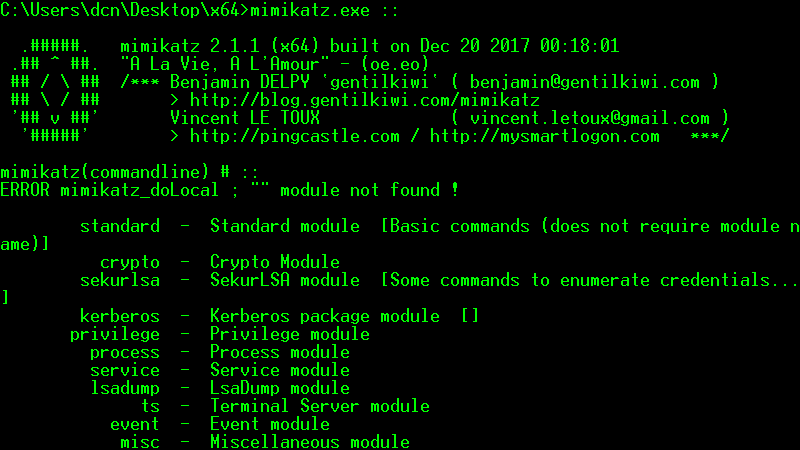 C:\Users\dcn\Desktop\x64>mimikatz.exe ::
.#####.   mimikatz 2.1.1 (x64) built on Dec 20 2017 00:18:01
.## ^ ##.  "A La Vie, A L'Amour" - (oe.eo)
## / \ ##  /*** Benjamin DELPY `gentilkiwi` ( benjamin@gentilkiwi.com )
## \ / ##       > http://blog.gentilkiwi.com/mimikatz
'## v ##'       Vincent LE TOUX             ( vincent.letoux@gmail.com )
'#####'        > http://pingcastle.com / http://mysmartlogon.com   ***/
mimikatz(commandline) # ::
ERROR mimikatz_doLocal ; "" module not found !
standard  -  Standard module  [Basic commands (does not require module n
ame)]
crypto  -  Crypto Module
sekurlsa  -  SekurLSA module  [Some commands to enumerate credentials...
]
kerberos  -  Kerberos package module  []
privilege  -  Privilege module
process  -  Process module
service  -  Service module
lsadump  -  LsaDump module
ts  -  Terminal Server module
event  -  Event module
misc  -  Miscellaneous module